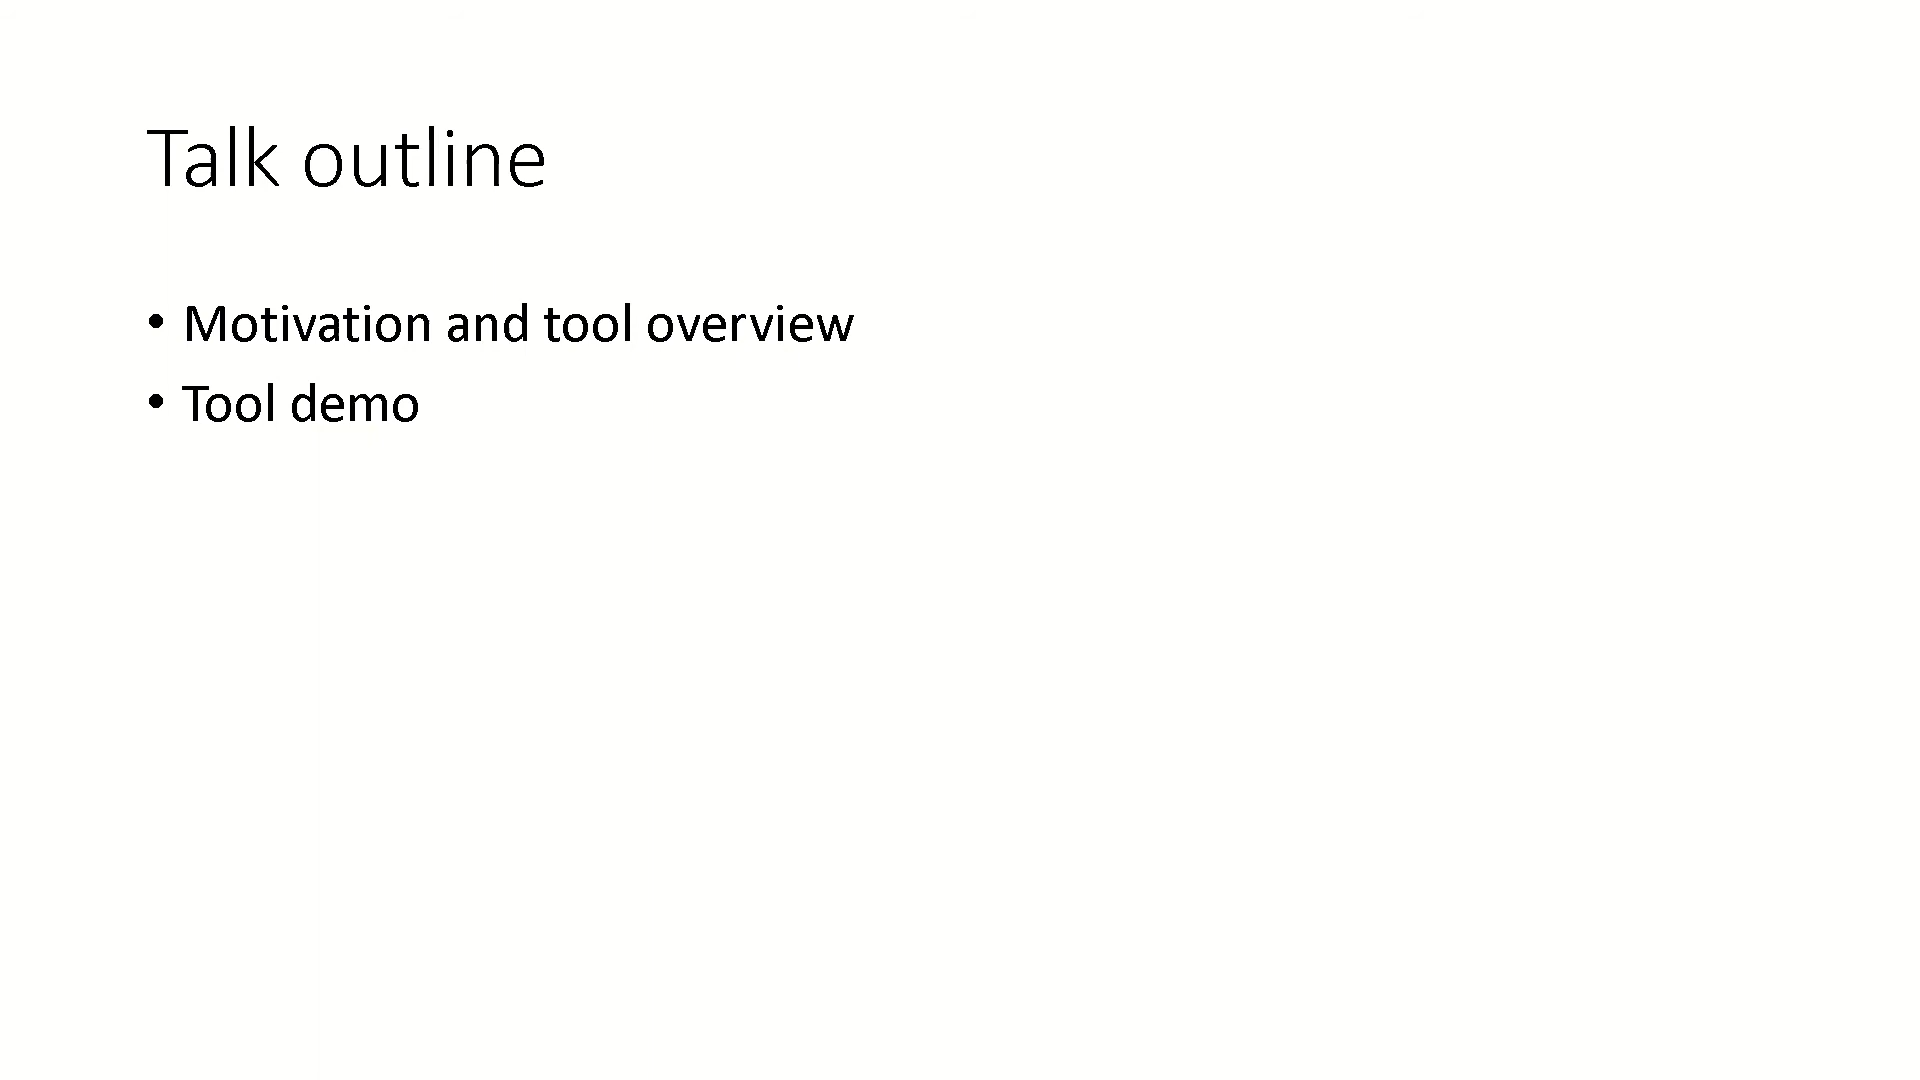 Talk outline
• Motivation and tool overview
• Tool demo